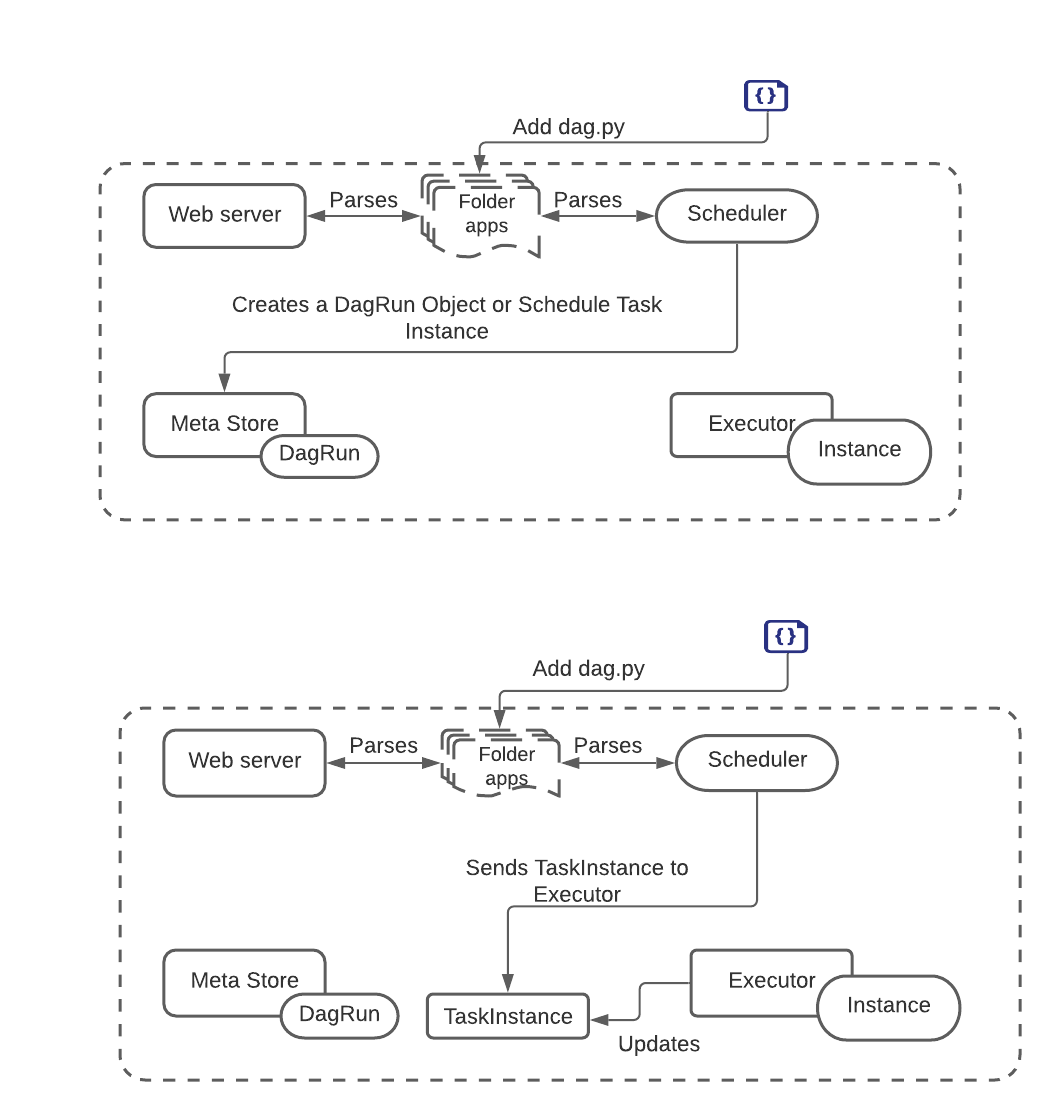 {}
Add dag.py
Web server
Parses
Folder
apps
Parses
Scheduler
Creates a DagRun Object or Schedule Task
Instance
Meta Store
DagRun
Executor
Instance
{}
Add dag.py
Web server
Parses
Folder
apps
Parses
Scheduler
Sends TaskInstance to
Executor
Meta Store
DagRun
TaskInstance
Executor
Instance
Updates